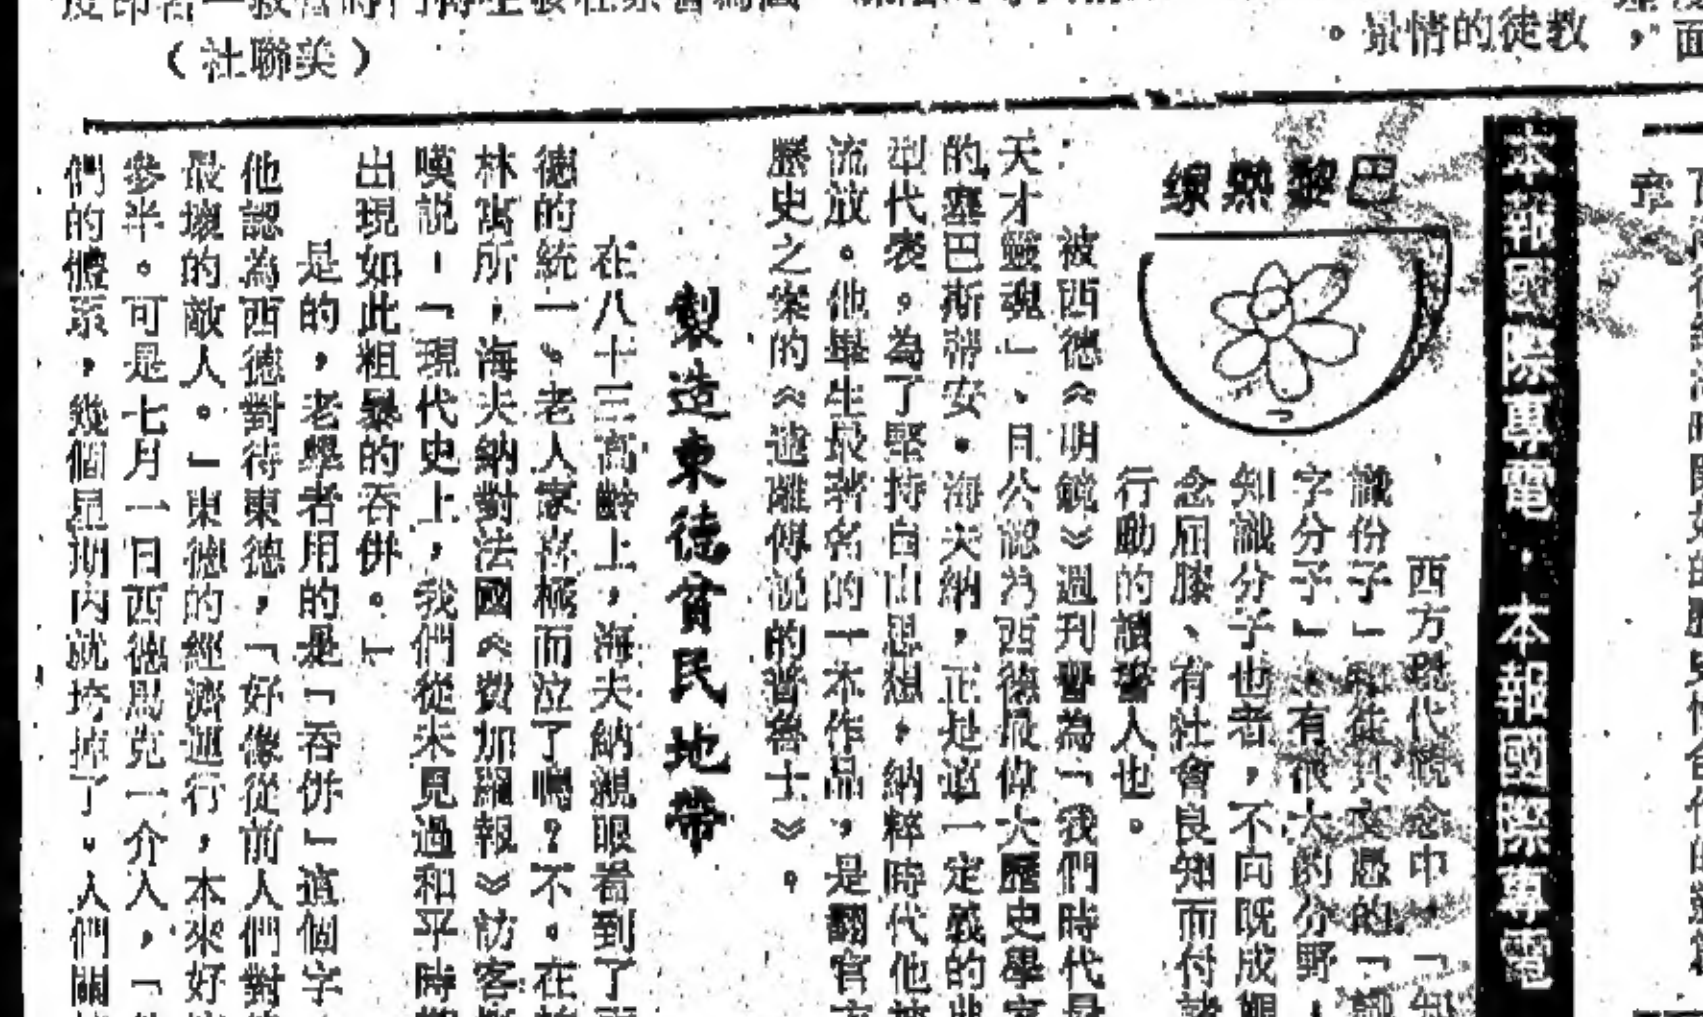 景情的徒教
（社聯美）
本報國際專電·本報國際專電
巴黎熱線
西方現代概念中，「知
識份子」和徒具文憑的「識
字分子」，有很大的分野，
知識分子也者，不向既成觀
念屈膝、有社會良知而付諸
行動的讀書人也。
被西德《明鏡》週刊譽為「我們時代最
天才靈魂」、且公認為西德最偉大歷史學家
的塞巴斯蒂安·海夫納，正是這一定義的典
型代表。為了堅持自由思想，納粹時代他被
流放。他畢生最著名的一本作品，是翻官方
歷史之案的《逾離傳說的普魯士》。
製造東德貧民地帶
在八十三高齡上，海夫納親眼看到了兩
德的統一、老人家喜極而泣了嗎？不。在
林寓所，海夫納對法國《費加羅報》訪客
嘆說：「現代史上，我們從未見過和平時期
出現如此粗暴的吞併。」
是的，老學者用的是「吞併」這個字
他認為西德對待東德，「好像從前人們對
最壞的敵人。」東德的經濟運行，本來好
參半。可是七月一日西德馬克一介入，「
們的體系，幾個星期內就垮掉了。人們關